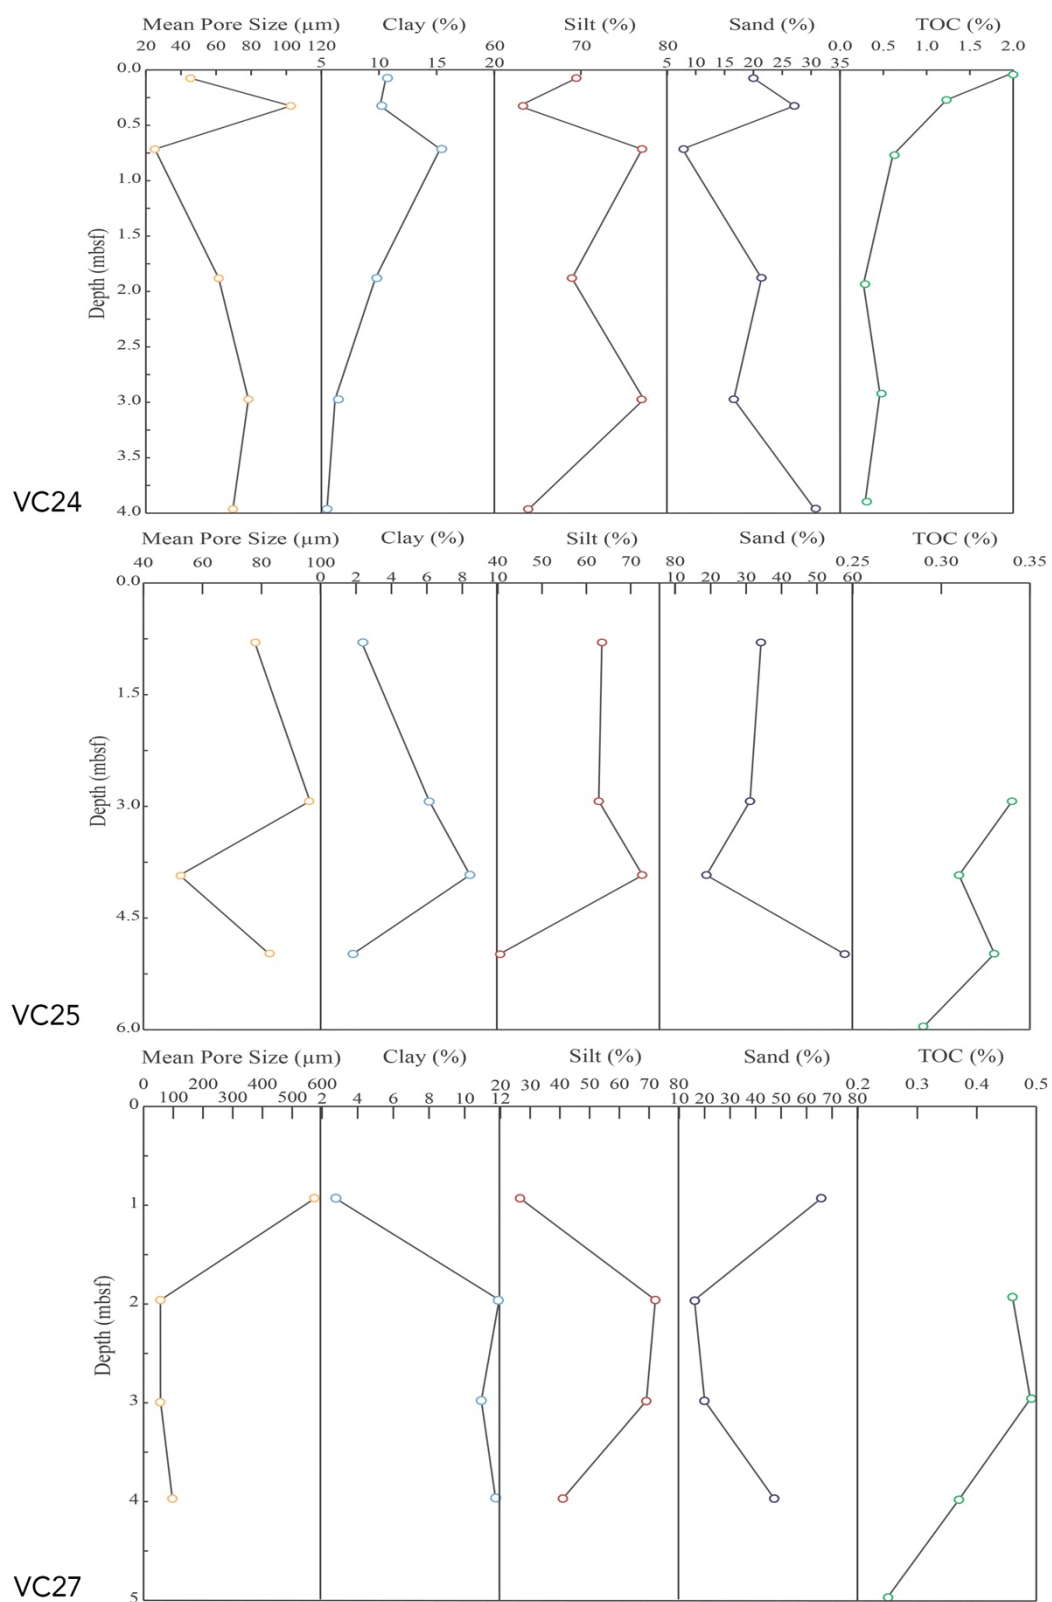 Mean Pore Size (µm) Clay (%) Silt (%) Sand (%) TOC (%)
20 40 60 80 100 120 5 10 15 20 60 70 80 5 10 15 20 25 30 35 0.0 0.5 1.0 1.5 2.0
0.0
0.5
1.0
1.5
2.0
2.5
3.0
3.5
4.0
Depth (mbsf)
VC24
Mean Pore Size (µm) Clay (%) Silt (%) Sand (%) TOC (%)
40 60 80 100 0 2 4 6 8 10 40 50 60 70 80 10 20 30 40 50 60 0.25 0.30 0.35
0.0
1.5
3.0
4.5
6.0
Depth (mbsf)
VC25
Mean Pore Size (µm) Clay (%) Silt (%) Sand (%) TOC (%)
0 100 200 300 400 500 600 2 4 6 8 10 12 20 30 40 50 60 70 80 10 20 30 40 50 60 70 80 0.2 0.3 0.4 0.5
0
1
2
3
4
5
Depth (mbsf)
VC27